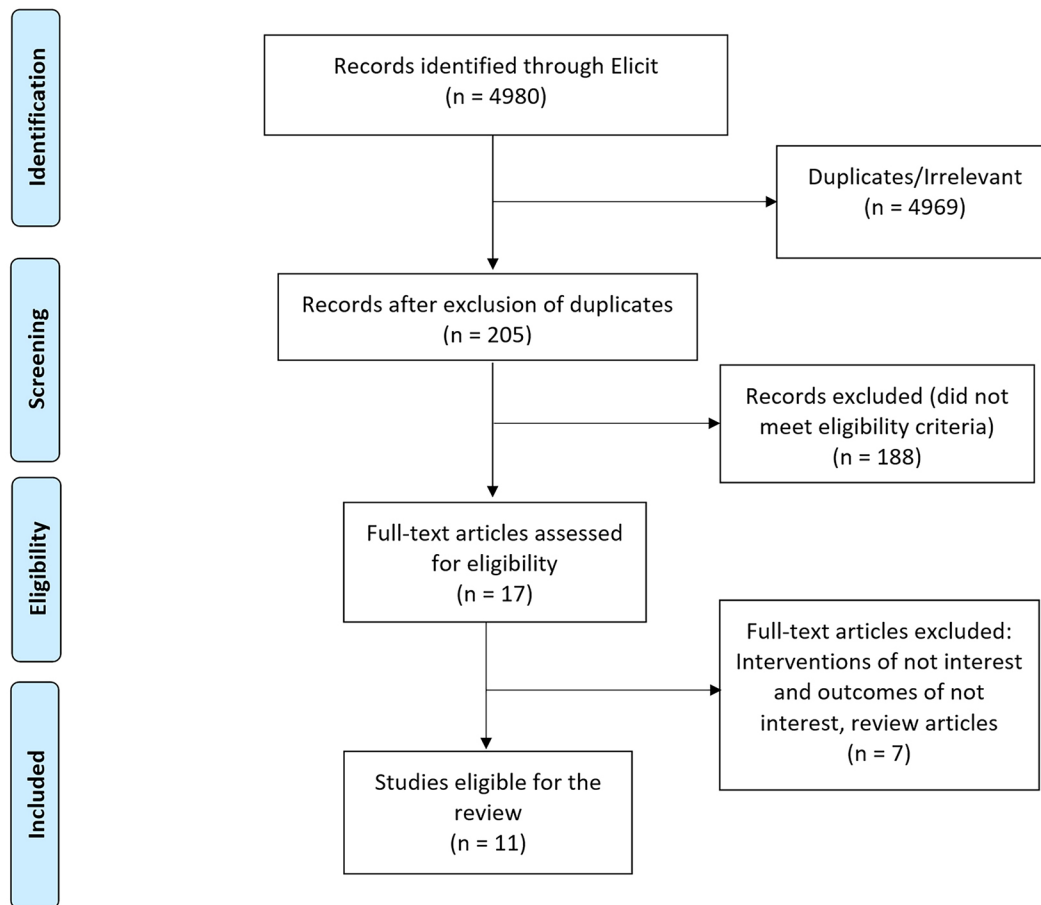 Identification
Records identified through Elicit
(n = 4980)
Duplicates/Irrelevant
(n = 4969)
Screening
Records after exclusion of duplicates
(n = 205)
Records excluded (did not
meet eligibility criteria)
(n = 188)
Eligibility
Full-text articles assessed
for eligibility
(n = 17)
Full-text articles excluded:
Interventions of not interest
and outcomes of not
interest, review articles
(n = 7)
Included
Studies eligible for the
review
(n = 11)